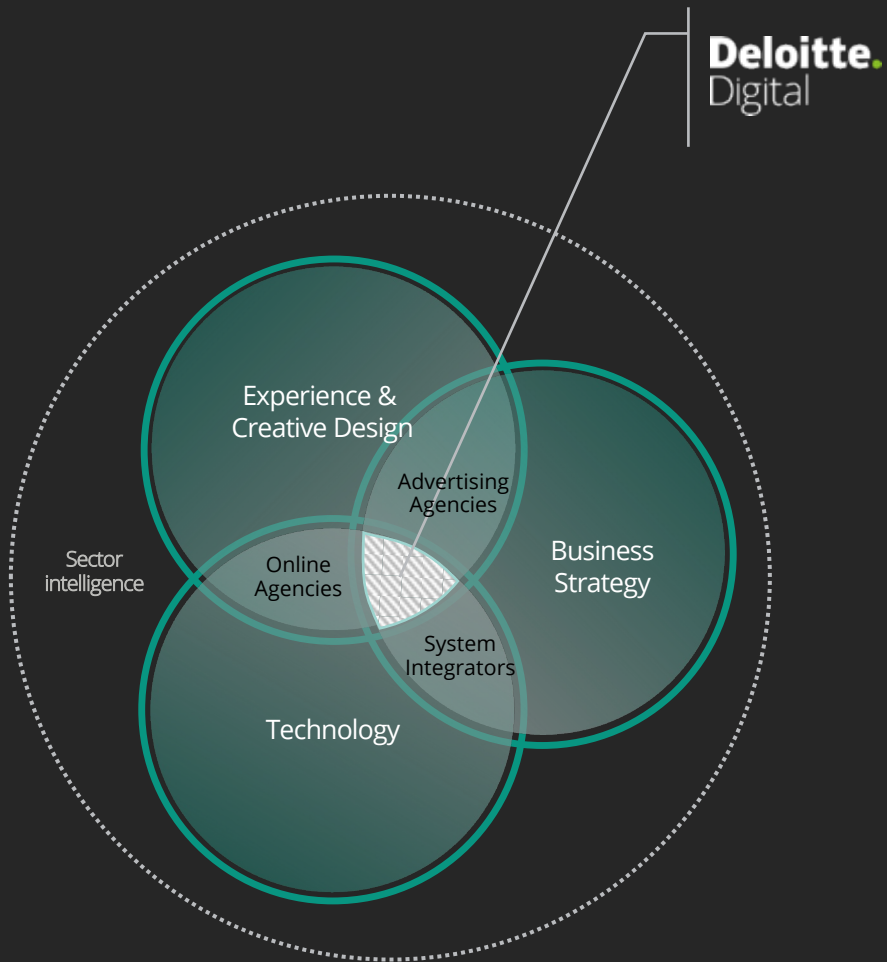 Deloitte.
Digital
Experience &
Creative Design
Advertising
Agencies
Business
Strategy
Sector
intelligence
Online
Agencies
System
Integrators
Technology